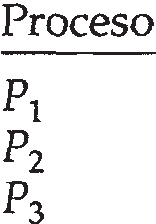 Proceso
P₁
P₂
P₃